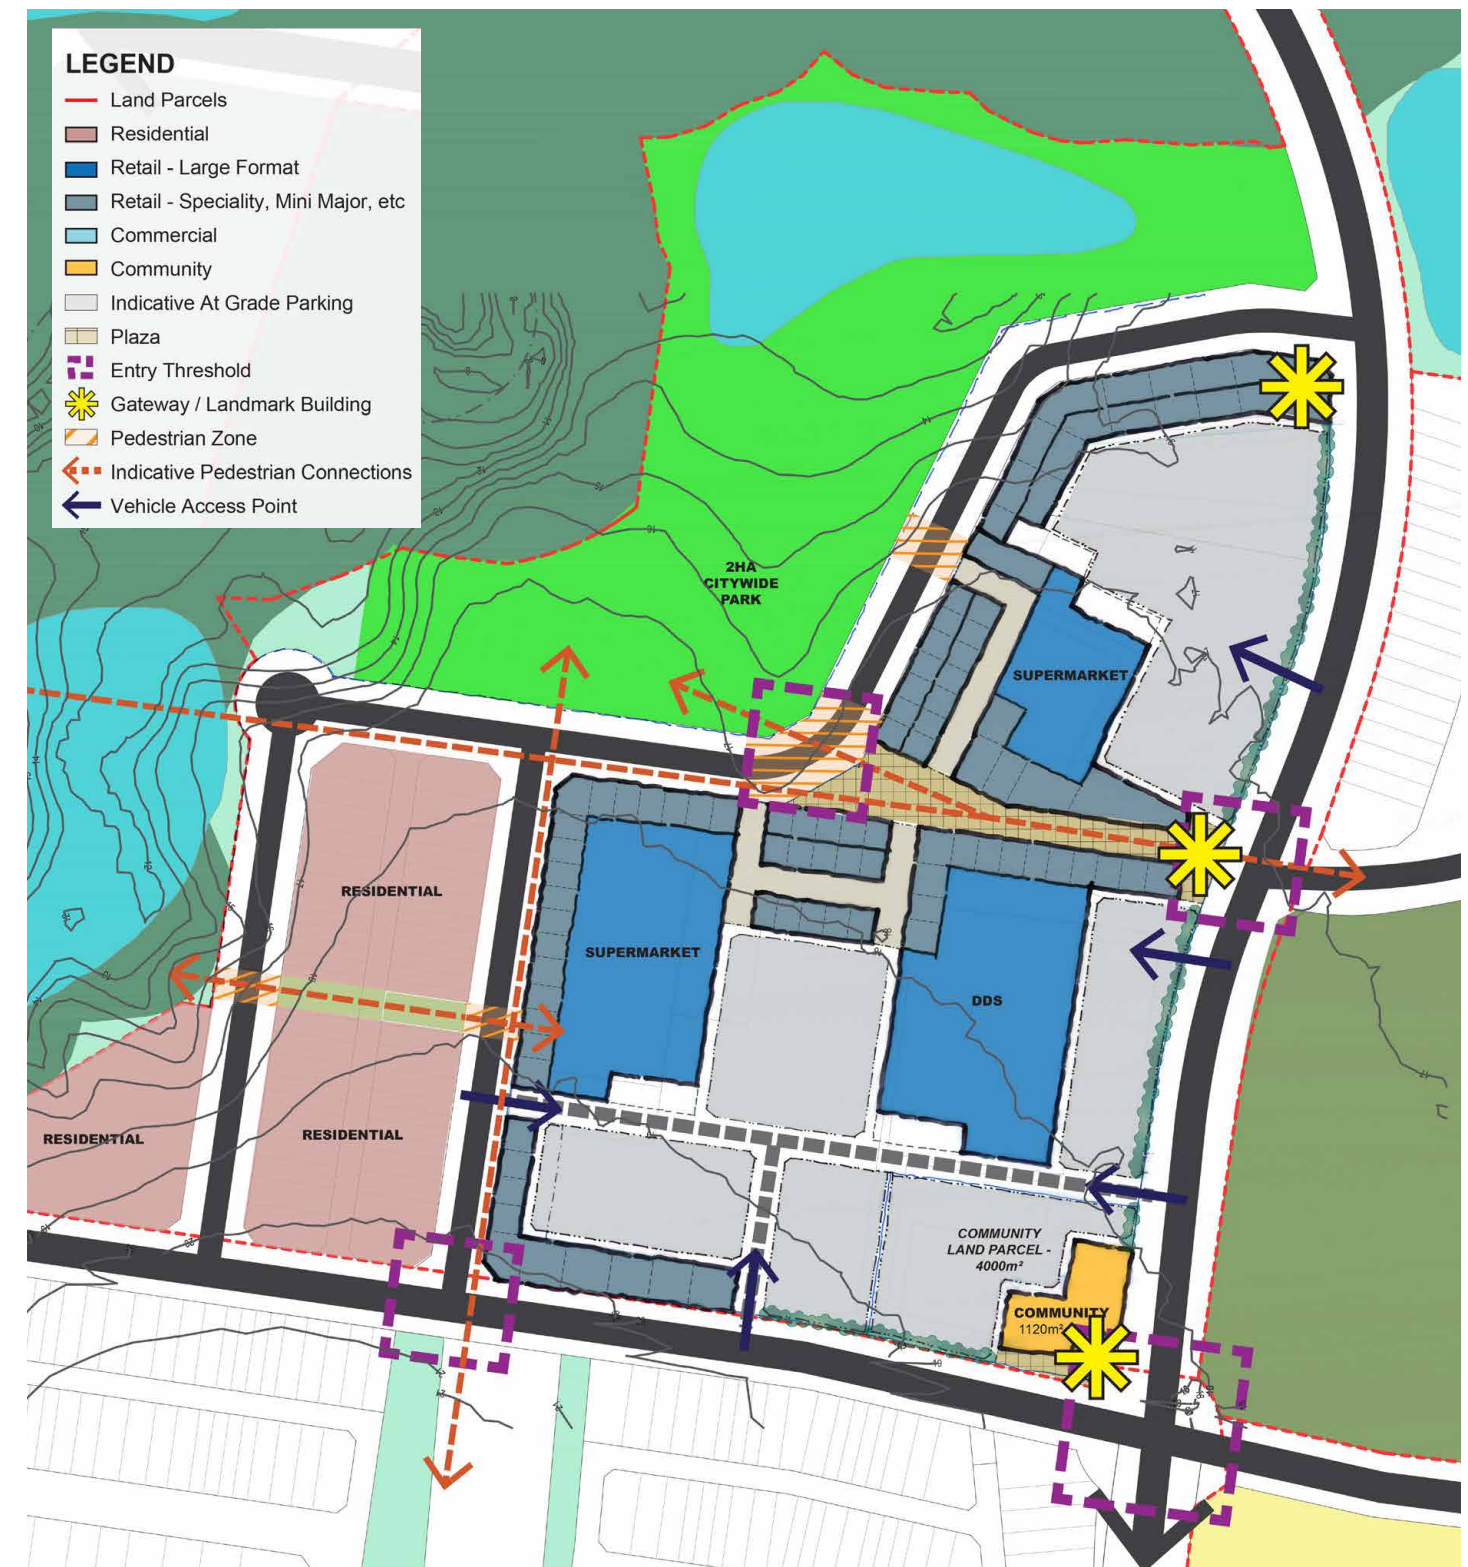 LEGEND
Land Parcels
Residential
Retail - Large Format
Retail - Speciality, Mini Major, etc
Commercial
Community
Indicative At Grade Parking
Plaza
Entry Threshold
Gateway / Landmark Building
Pedestrian Zone
Indicative Pedestrian Connections
Vehicle Access Point
2HA
CITYWIDE
PARK
SUPERMARKET
RESIDENTIAL
SUPERMARKET
DDS
RESIDENTIAL
RESIDENTIAL
COMMUNITY
LAND PARCEL -
4000m²
COMMUNITY
1120m²